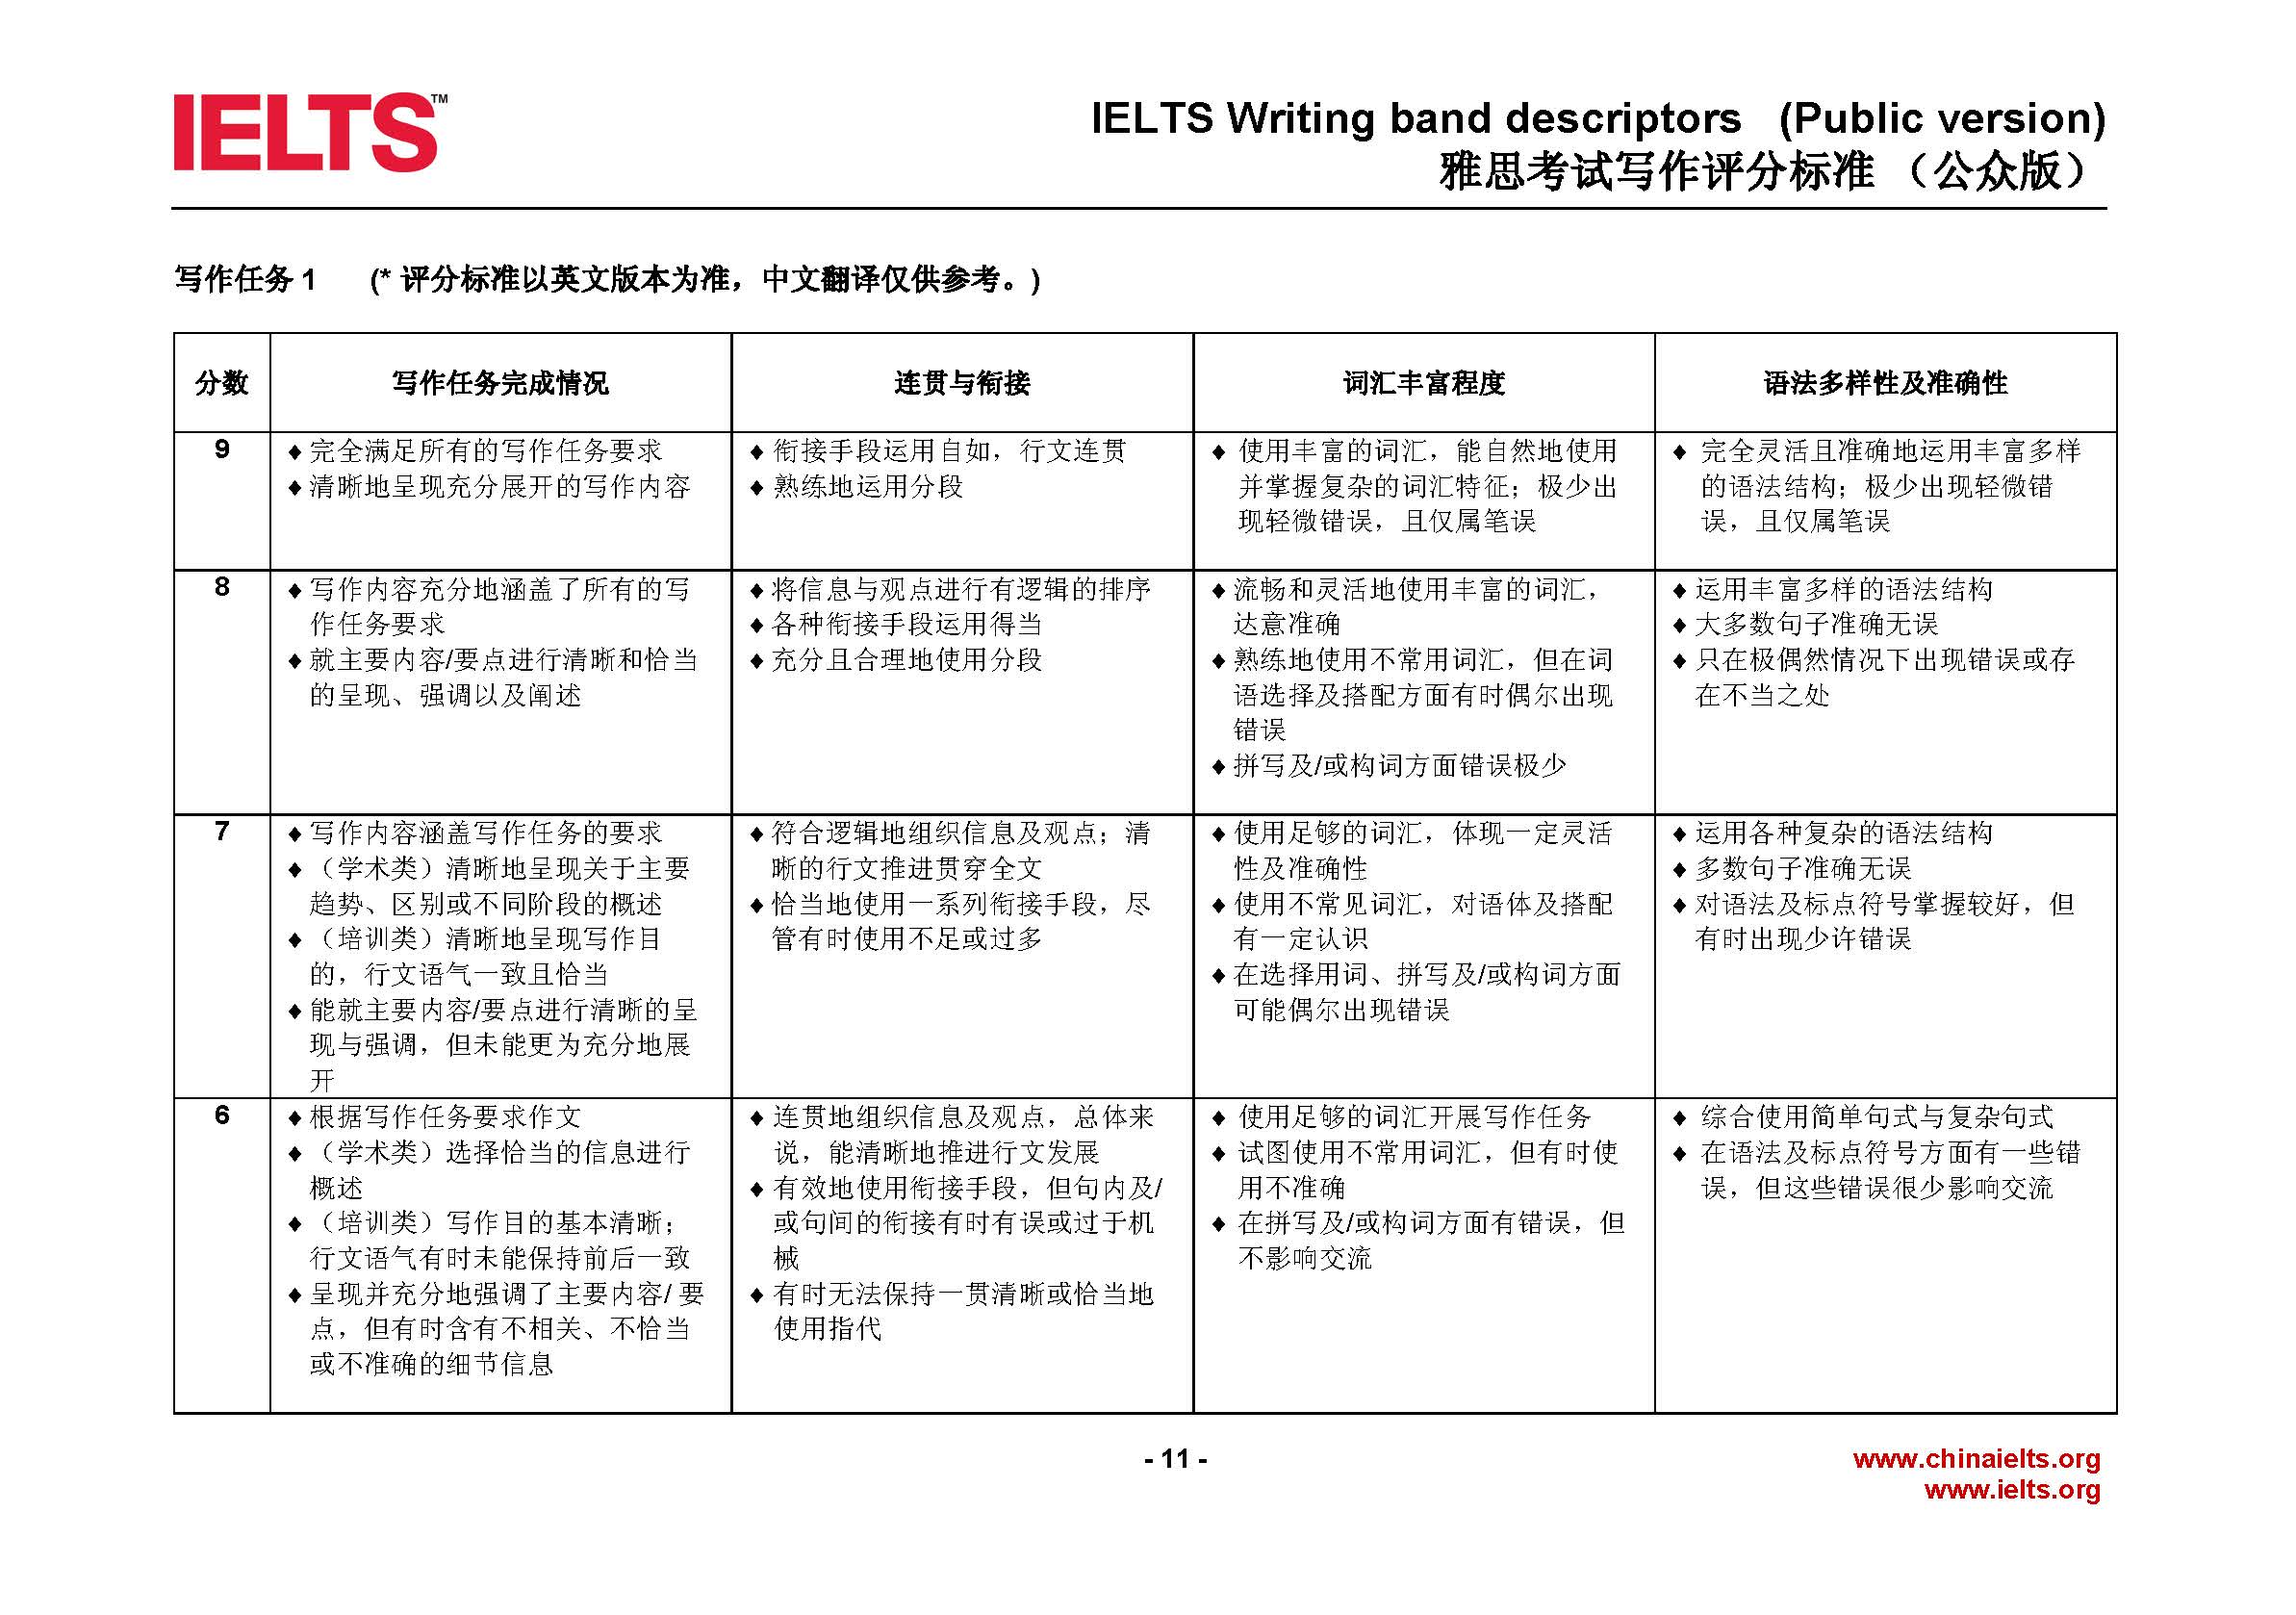 IELTS™
IELTS Writing band descriptors (Public version)
雅思考试写作评分标准 （公众版）
写作任务 1 (* 评分标准以英文版本为准，中文翻译仅供参考。)
分数 写作任务完成情况 连贯与衔接 词汇丰富程度 语法多样性及准确性
9
♦ 完全满足所有的写作任务要求
♦ 清晰地呈现充分展开的写作内容
♦ 衔接手段运用自如，行文连贯
♦ 熟练地运用分段
♦ 使用丰富的词汇，能自然地使用
并掌握复杂的词汇特征；极少出
现轻微错误，且仅属笔误
♦ 完全灵活且准确地运用丰富多样
的语法结构；极少出现轻微错
误，且仅属笔误
8
♦ 写作内容充分地涵盖了所有的写
作任务要求
♦ 就主要内容/要点进行清晰和恰当
的呈现、强调以及阐述
♦ 将信息与观点进行有逻辑的排序
♦ 各种衔接手段运用得当
♦ 充分且合理地使用分段
♦ 流畅和灵活地使用丰富的词汇，
达意准确
♦ 熟练地使用不常用词汇，但在词
语选择及搭配方面有时偶尔出现
错误
♦ 拼写及/或构词方面错误极少
♦ 运用丰富多样的语法结构
♦ 大多数句子准确无误
♦ 只在极偶然情况下出现错误或存
在不当之处
7
♦ 写作内容涵盖写作任务的要求
♦ （学术类）清晰地呈现关于主要
趋势、区别或不同阶段的概述
♦ （培训类）清晰地呈现写作目
的，行文语气一致且恰当
♦ 能就主要内容/要点进行清晰的呈
现与强调，但未能更为充分地展
开
♦ 符合逻辑地组织信息及观点；清
晰的行文推进贯穿全文
♦ 恰当地使用一系列衔接手段，尽
管有时使用不足或过多
♦ 使用足够的词汇，体现一定灵活
性及准确性
♦ 使用不常见词汇，对语体及搭配
有一定认识
♦ 在选择用词、拼写及/或构词方面
可能偶尔出现错误
♦ 运用各种复杂的语法结构
♦ 多数句子准确无误
♦ 对语法及标点符号掌握较好，但
有时出现少许错误
6
♦ 根据写作任务要求作文
♦ （学术类）选择恰当的信息进行
概述
♦ （培训类）写作目的基本清晰；
行文语气有时未能保持前后一致
♦ 呈现并充分地强调了主要内容/ 要
点，但有时含有不相关、不恰当
或不准确的细节信息
♦ 连贯地组织信息及观点，总体来
说，能清晰地推进行文发展
♦ 有效地使用衔接手段，但句内及/
或句间的衔接有时有误或过于机
械
♦ 有时无法保持一贯清晰或恰当地
使用指代
♦ 使用足够的词汇开展写作任务
♦ 试图使用不常用词汇，但有时使
用不准确
♦ 在拼写及/或构词方面有错误，但
不影响交流
♦ 综合使用简单句式与复杂句式
♦ 在语法及标点符号方面有一些错
误，但这些错误很少影响交流
- 11 -
www.chinaielts.org
www.ielts.org